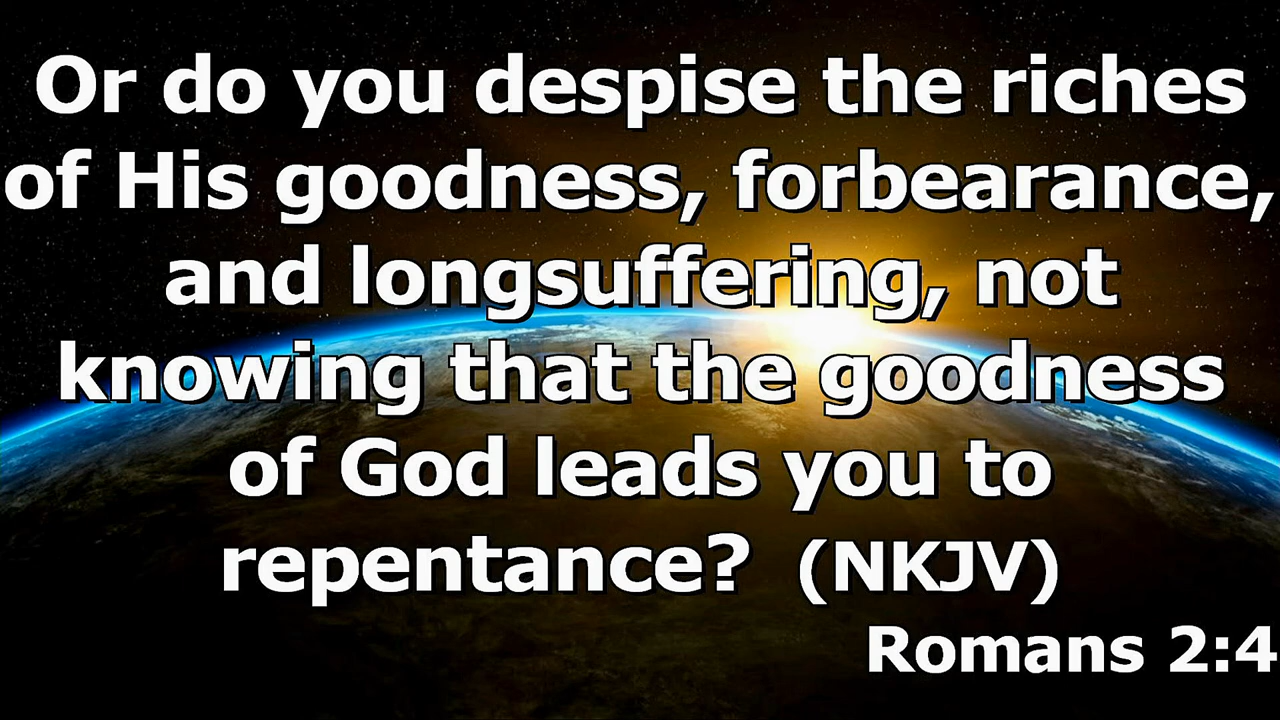 Or do you despise the riches
of His goodness, forbearance,
and longsuffering, not
knowing that the goodness
of God leads you to
repentance? (NKJV)
Romans 2:4